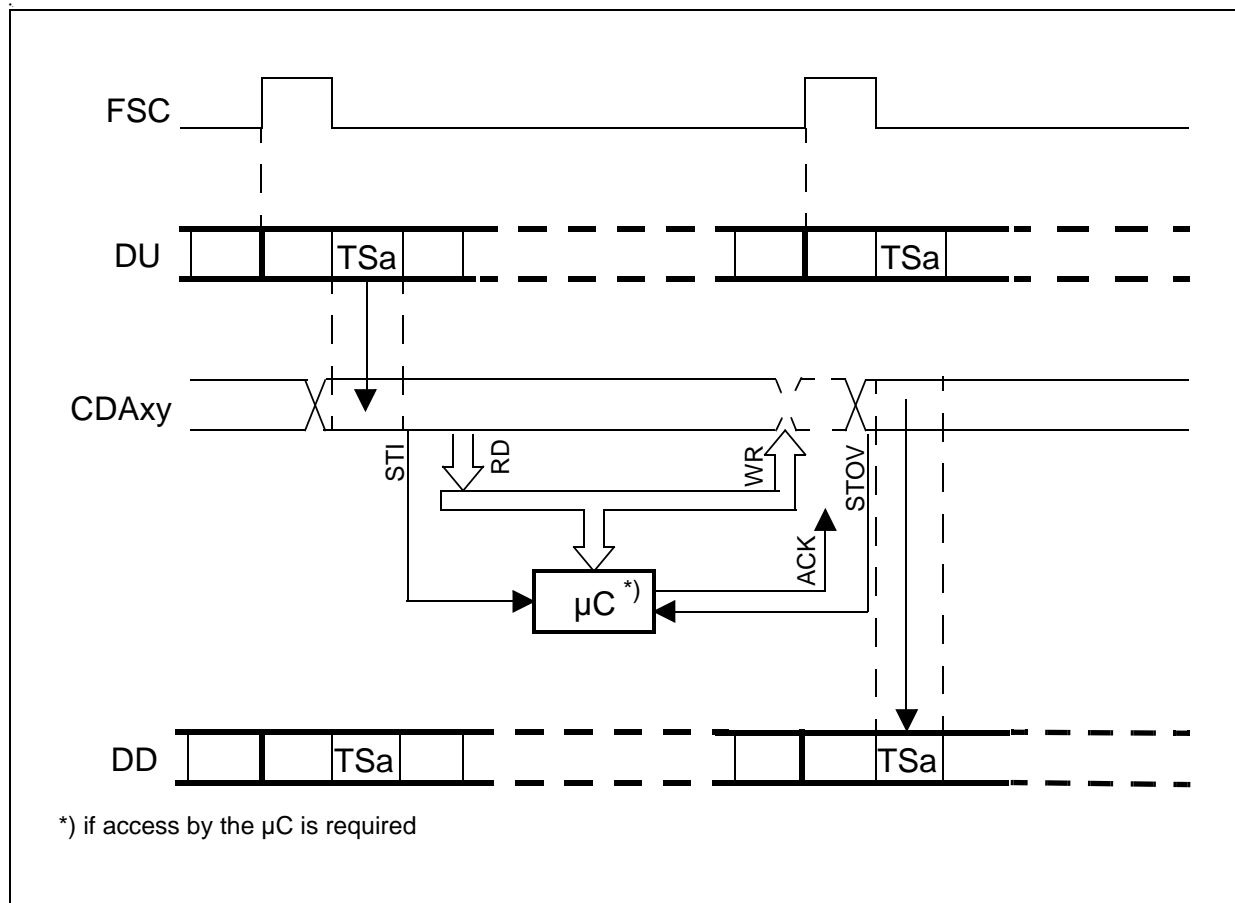 FSC
DU
TSa
TSa
CDAxy
STI
RD
WR
STOV
ACK
µC *)
DD
TSa
TSa
*) if access by the µC is required